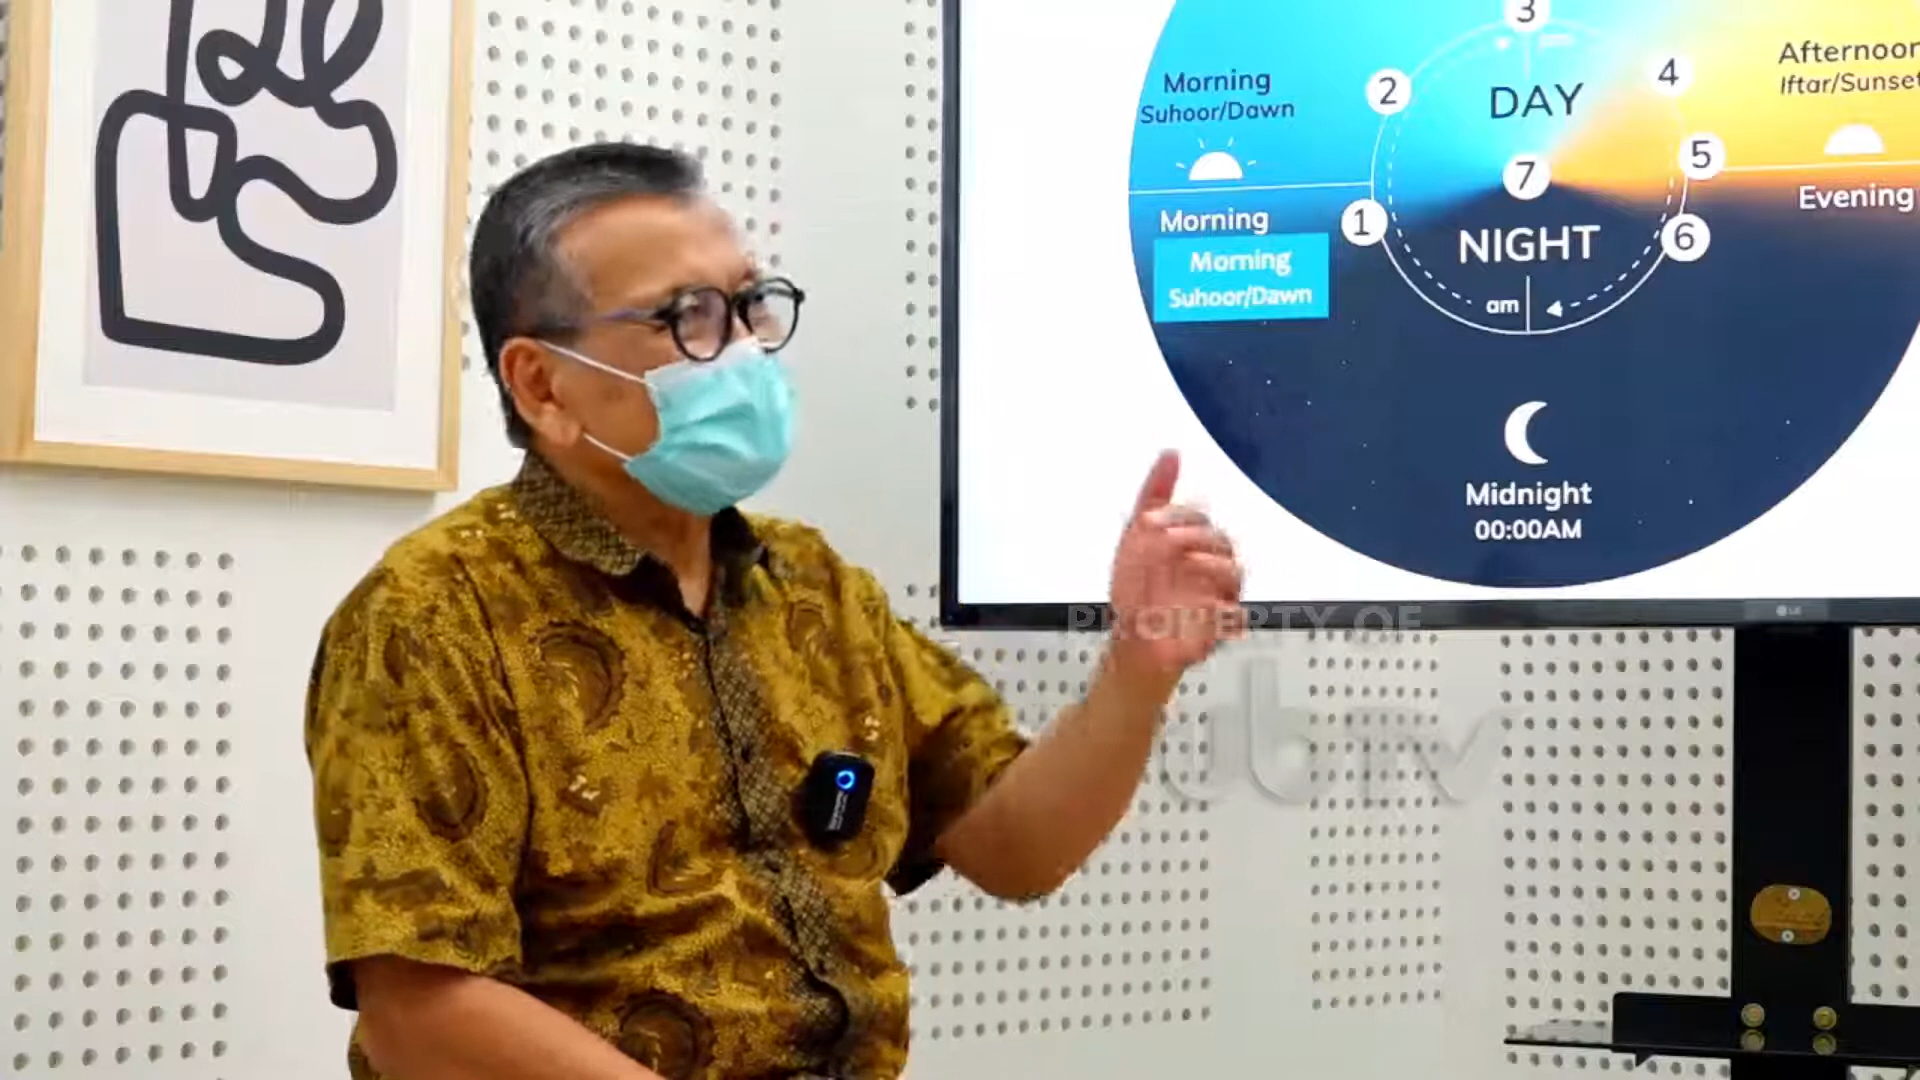 3
Morning
Suhoor/Dawn
2
4
DAY
Afternoon
Iftar/Sunset
7
5
Morning
1
NIGHT
6
Evening
Morning
Suhoor/Dawn
am
Midnight
00:00AM
LG
PROPERTY OF